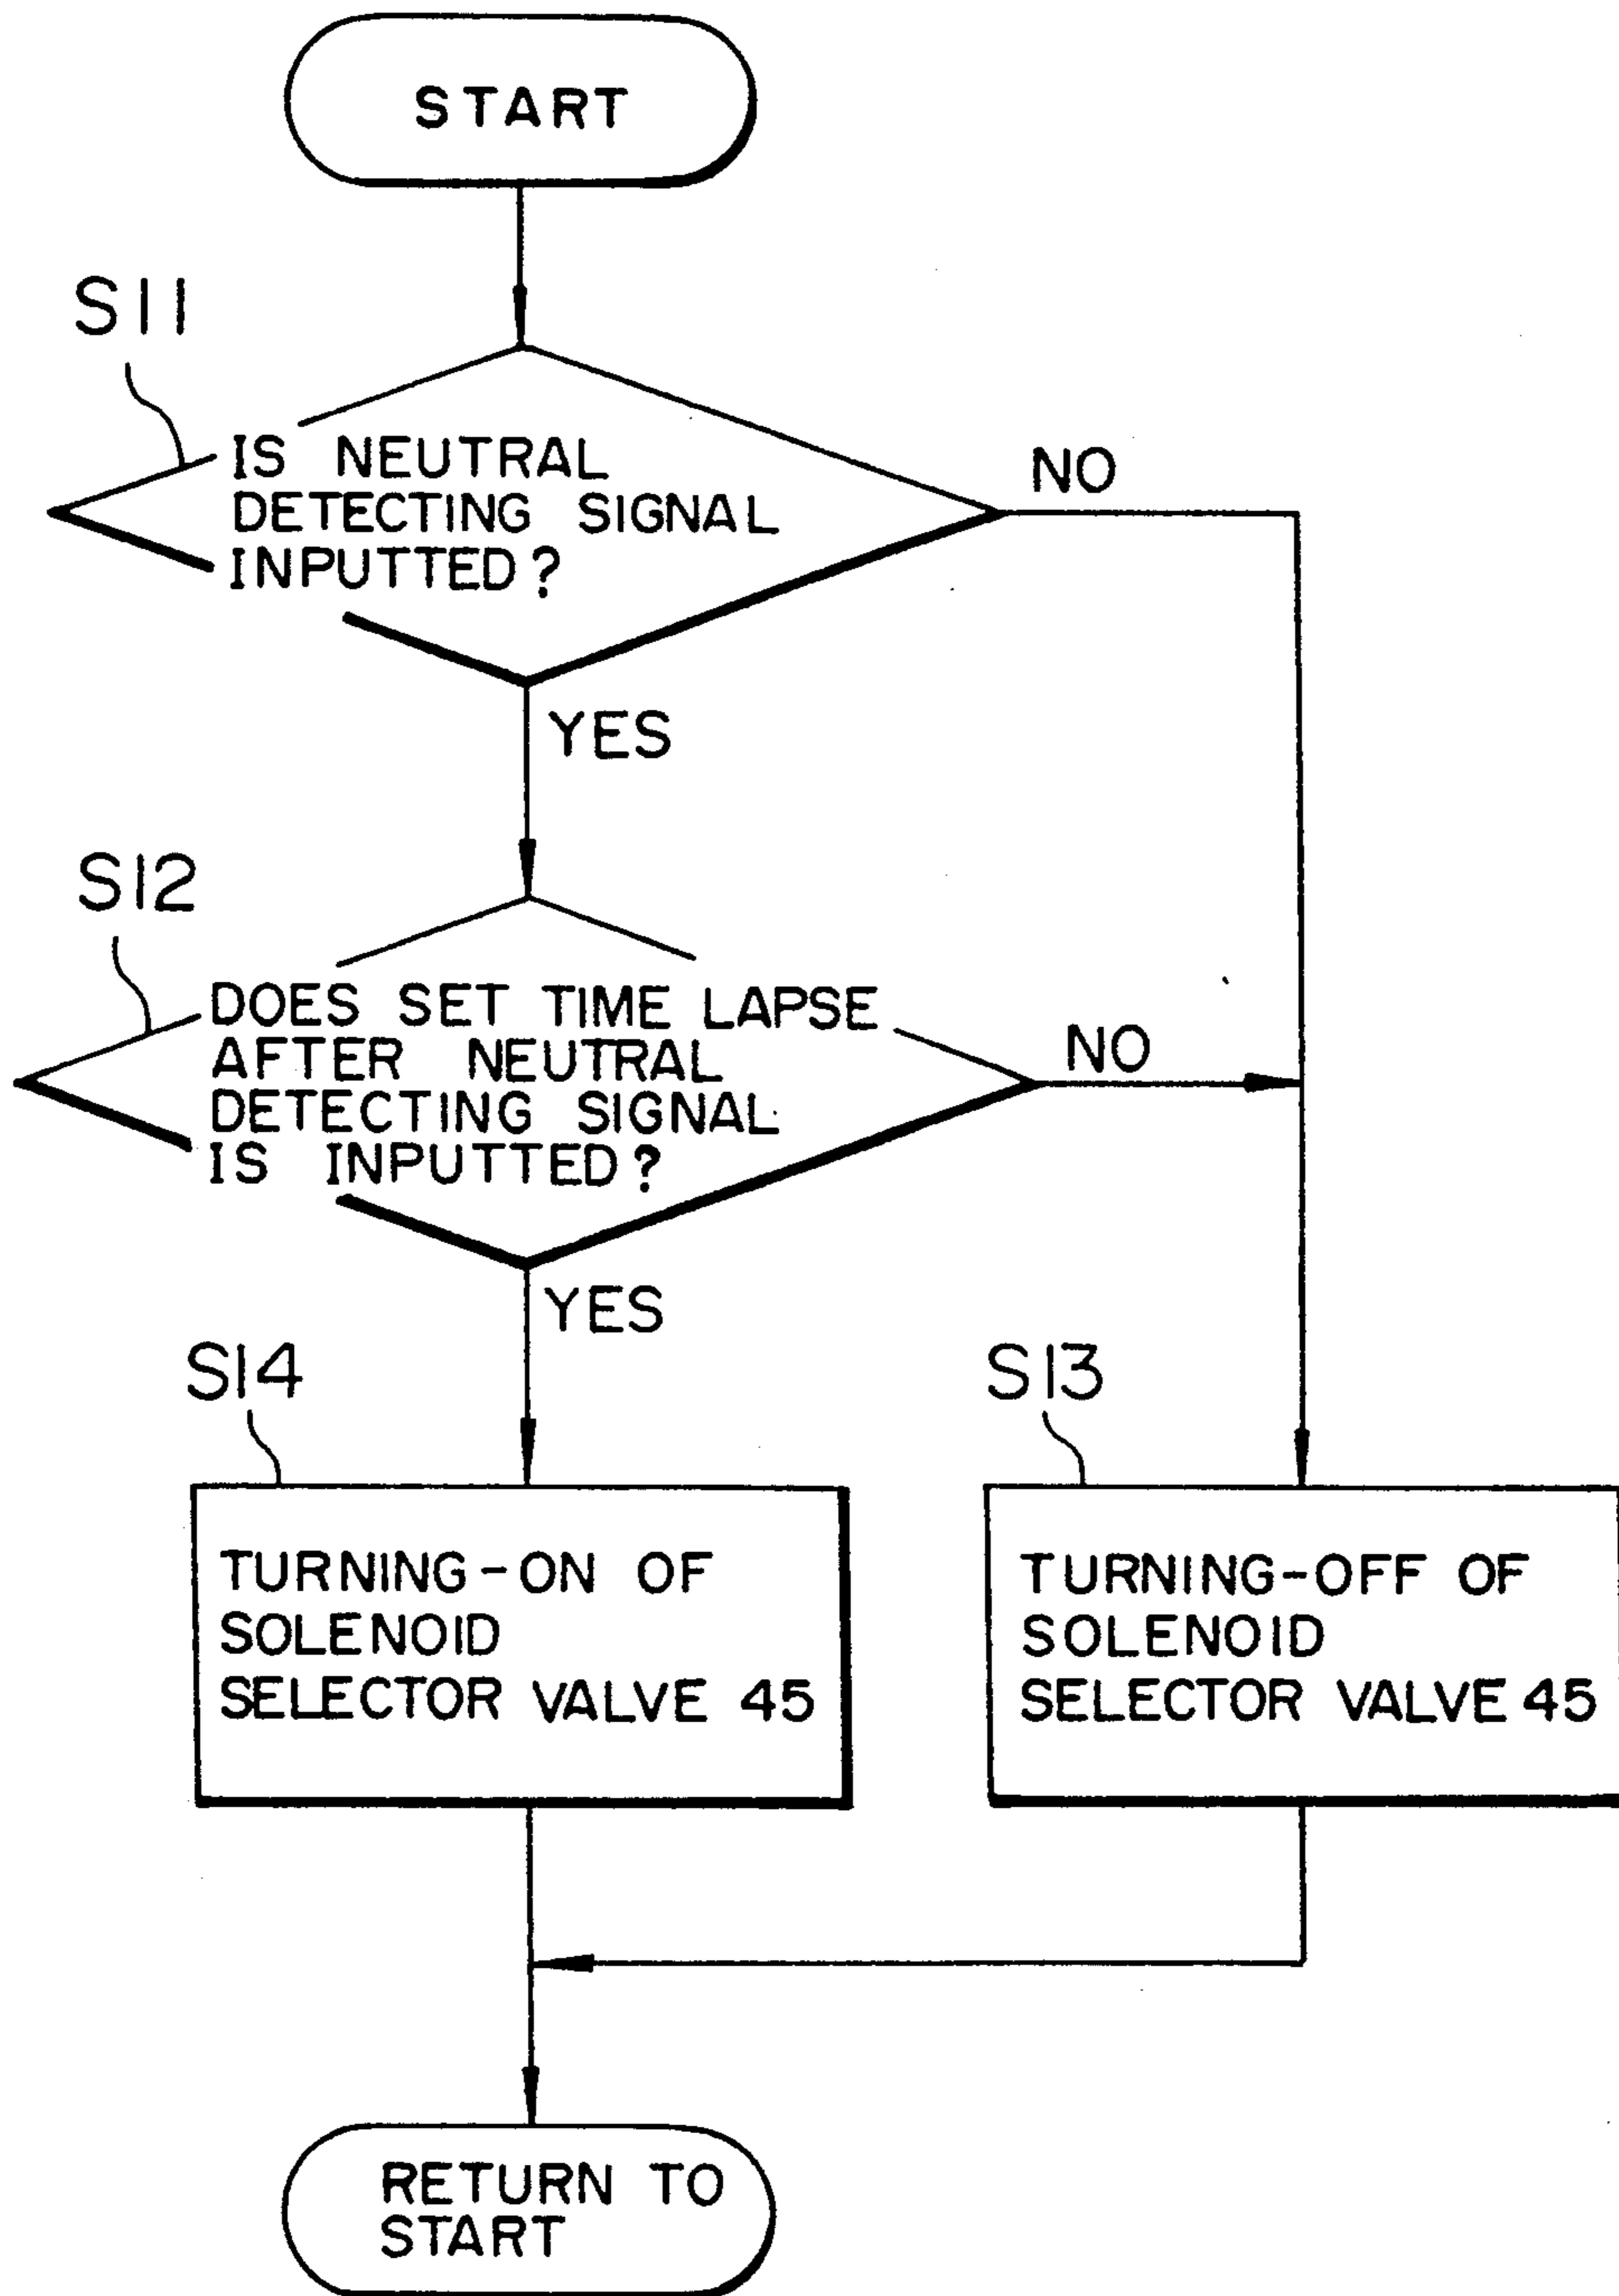 START
S11
IS NEUTRAL
DETECTING SIGNAL
INPUTTED?
NO
YES
S12
DOES SET TIME LAPSE
AFTER NEUTRAL
DETECTING SIGNAL
IS INPUTTED?
NO
YES
S14
S13
TURNING-ON OF
SOLENOID
SELECTOR VALVE 45
TURNING-OFF OF
SOLENOID
SELECTOR VALVE 45
RETURN TO
START